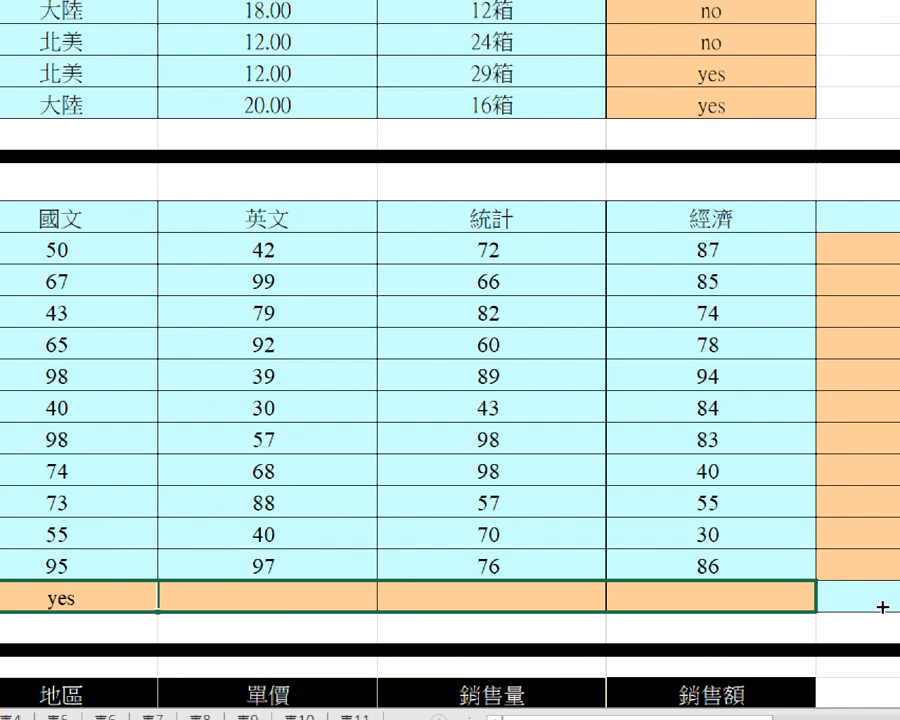 大陸 18.00 12箱 no
北美 12.00 24箱 no
北美 12.00 29箱 yes
大陸 20.00 16箱 yes
國文 英文 統計 經濟
50 42 72 87
67 99 66 85
43 79 82 74
65 92 60 78
98 39 89 94
40 30 43 84
98 57 98 83
74 68 98 40
73 88 57 55
55 40 70 30
95 97 76 86
yes
地區 單價 銷售量 銷售額